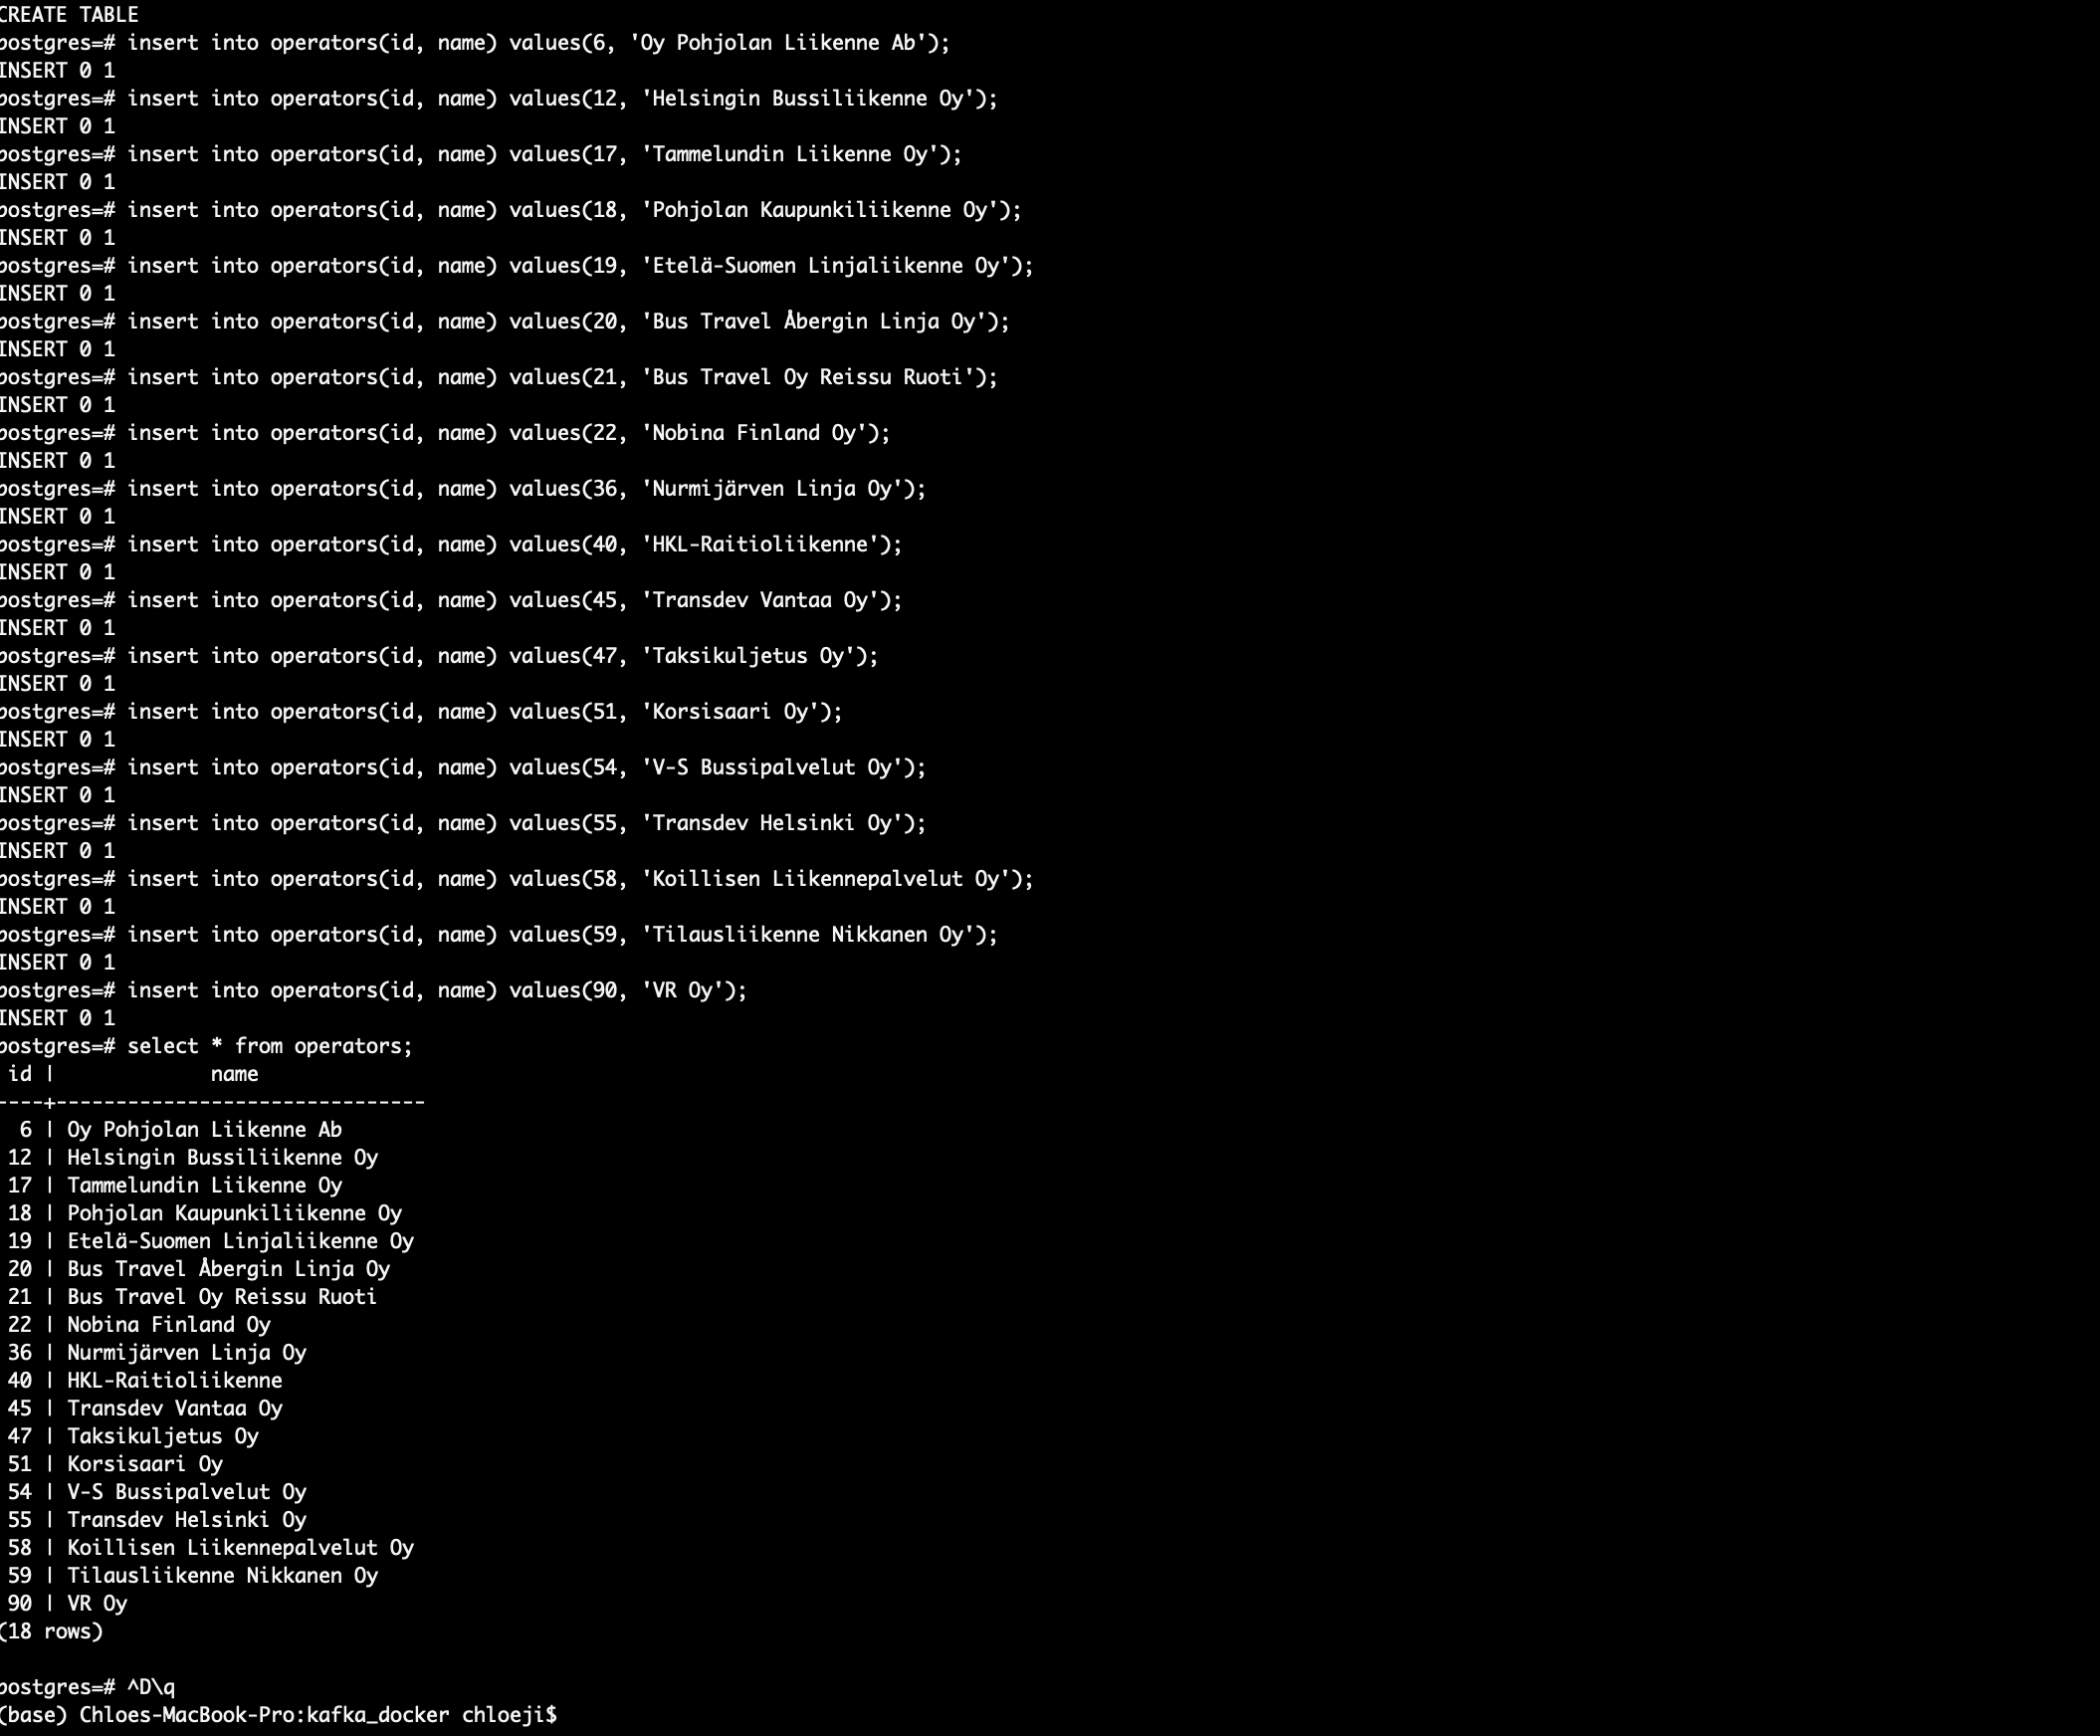 CREATE TABLE
postgres=# insert into operators(id, name) values(6, 'Oy Pohjolan Liikenne Ab');
INSERT 0 1
postgres=# insert into operators(id, name) values(12, 'Helsingin Bussiliikenne Oy');
INSERT 0 1
postgres=# insert into operators(id, name) values(17, 'Tammelundin Liikenne Oy');
INSERT 0 1
postgres=# insert into operators(id, name) values(18, 'Pohjolan Kaupunkiliikenne Oy');
INSERT 0 1
postgres=# insert into operators(id, name) values(19, 'Etelä-Suomen Linjaliikenne Oy');
INSERT 0 1
postgres=# insert into operators(id, name) values(20, 'Bus Travel Åbergin Linja Oy');
INSERT 0 1
postgres=# insert into operators(id, name) values(21, 'Bus Travel Oy Reissu Ruoti');
INSERT 0 1
postgres=# insert into operators(id, name) values(22, 'Nobina Finland Oy');
INSERT 0 1
postgres=# insert into operators(id, name) values(36, 'Nurmijärven Linja Oy');
INSERT 0 1
postgres=# insert into operators(id, name) values(40, 'HKL-Raitioliikenne');
INSERT 0 1
postgres=# insert into operators(id, name) values(45, 'Transdev Vantaa Oy');
INSERT 0 1
postgres=# insert into operators(id, name) values(47, 'Taksikuljetus Oy');
INSERT 0 1
postgres=# insert into operators(id, name) values(51, 'Korsisaari Oy');
INSERT 0 1
postgres=# insert into operators(id, name) values(54, 'V-S Bussipalvelut Oy');
INSERT 0 1
postgres=# insert into operators(id, name) values(55, 'Transdev Helsinki Oy');
INSERT 0 1
postgres=# insert into operators(id, name) values(58, 'Koillisen Liikennepalvelut Oy');
INSERT 0 1
postgres=# insert into operators(id, name) values(59, 'Tilausliikenne Nikkanen Oy');
INSERT 0 1
postgres=# insert into operators(id, name) values(90, 'VR Oy');
INSERT 0 1
postgres=# select * from operators;
 id |             name
----+-------------------------------
  6 | Oy Pohjolan Liikenne Ab
 12 | Helsingin Bussiliikenne Oy
 17 | Tammelundin Liikenne Oy
 18 | Pohjolan Kaupunkiliikenne Oy
 19 | Etelä-Suomen Linjaliikenne Oy
 20 | Bus Travel Åbergin Linja Oy
 21 | Bus Travel Oy Reissu Ruoti
 22 | Nobina Finland Oy
 36 | Nurmijärven Linja Oy
 40 | HKL-Raitioliikenne
 45 | Transdev Vantaa Oy
 47 | Taksikuljetus Oy
 51 | Korsisaari Oy
 54 | V-S Bussipalvelut Oy
 55 | Transdev Helsinki Oy
 58 | Koillisen Liikennepalvelut Oy
 59 | Tilausliikenne Nikkanen Oy
 90 | VR Oy
(18 rows)

postgres=# ^D\q
(base) Chloes-MacBook-Pro:kafka_docker chloeji$